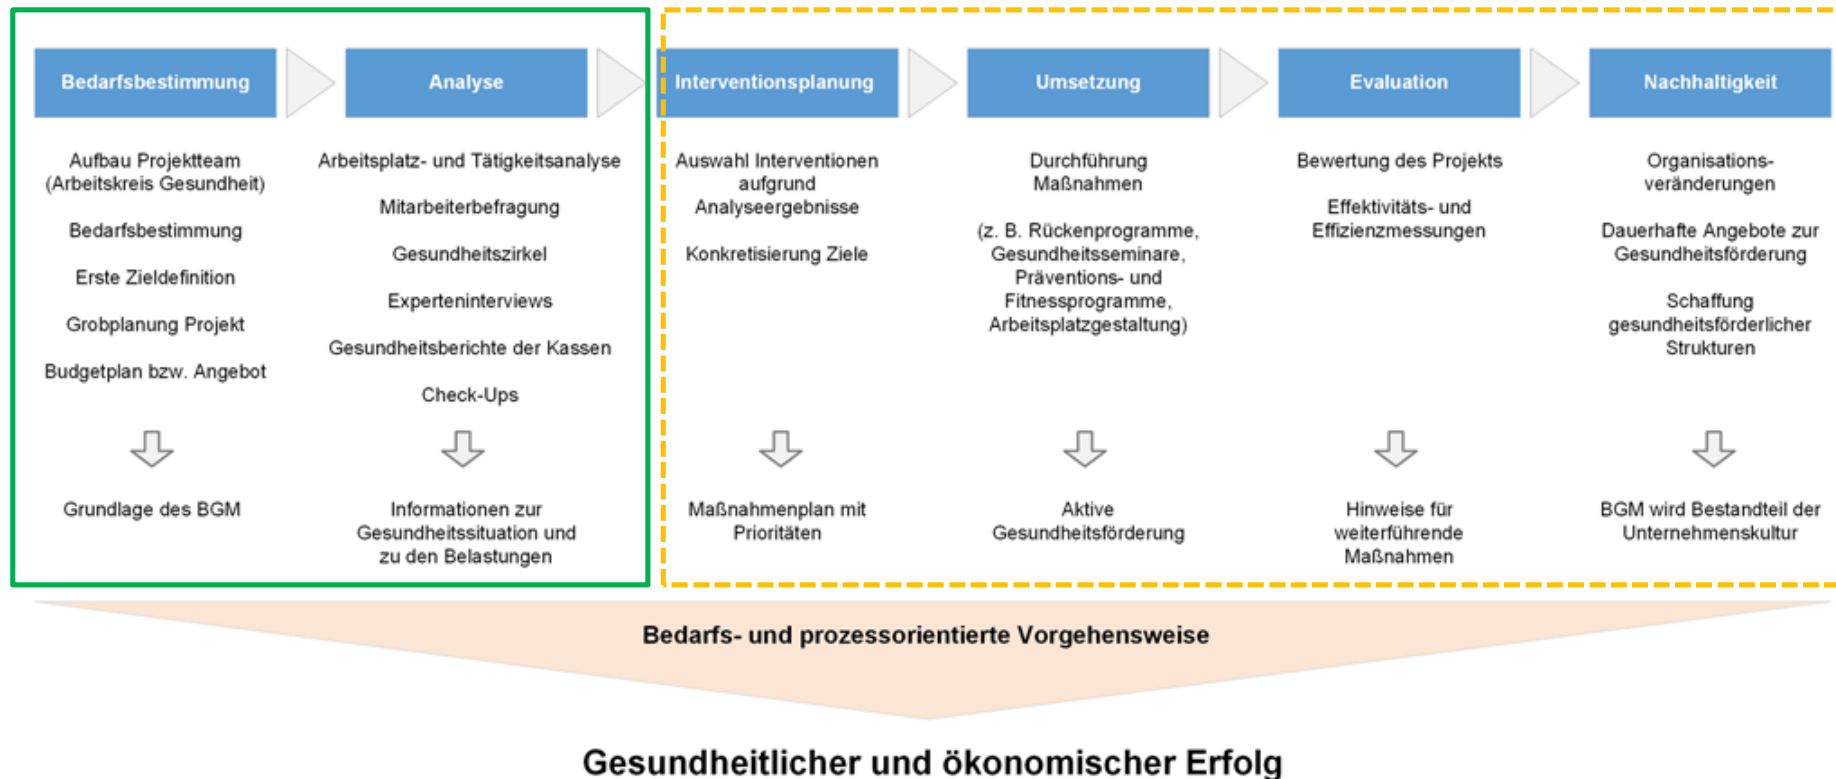 Bedarfsbestimmung
Aufbau Projektteam
(Arbeitskreis Gesundheit)
Bedarfsbestimmung
Erste Zieldefinition
Grobplanung Projekt
Budgetplan bzw. Angebot
Grundlage des BGM
Analyse
Arbeitsplatz- und Tätigkeitsanalyse
Mitarbeiterbefragung
Gesundheitszirkel
Experteninterviews
Gesundheitsberichte der Kassen
Check-Ups
Informationen zur
Gesundheitssituation und
zu den Belastungen
Interventionsplanung
Auswahl Interventionen
aufgrund
Analyseergebnisse
Konkretisierung Ziele
Maßnahmenplan mit
Prioritäten
Umsetzung
Durchführung
Maßnahmen
(z. B. Rückenprogramme,
Gesundheitsseminare,
Präventions- und
Fitnessprogramme,
Arbeitsplatzgestaltung)
Aktive
Gesundheitsförderung
Evaluation
Bewertung des Projekts
Effektivitäts- und
Effizienzmessungen
Hinweise für
weiterführende
Maßnahmen
Nachhaltigkeit
Organisations-
veränderungen
Dauerhafte Angebote zur
Gesundheitsförderung
Schaffung
gesundheitsförderlicher
Strukturen
BGM wird Bestandteil der
Unternehmenskultur
Bedarfs- und prozessorientierte Vorgehensweise
Gesundheitlicher und ökonomischer Erfolg